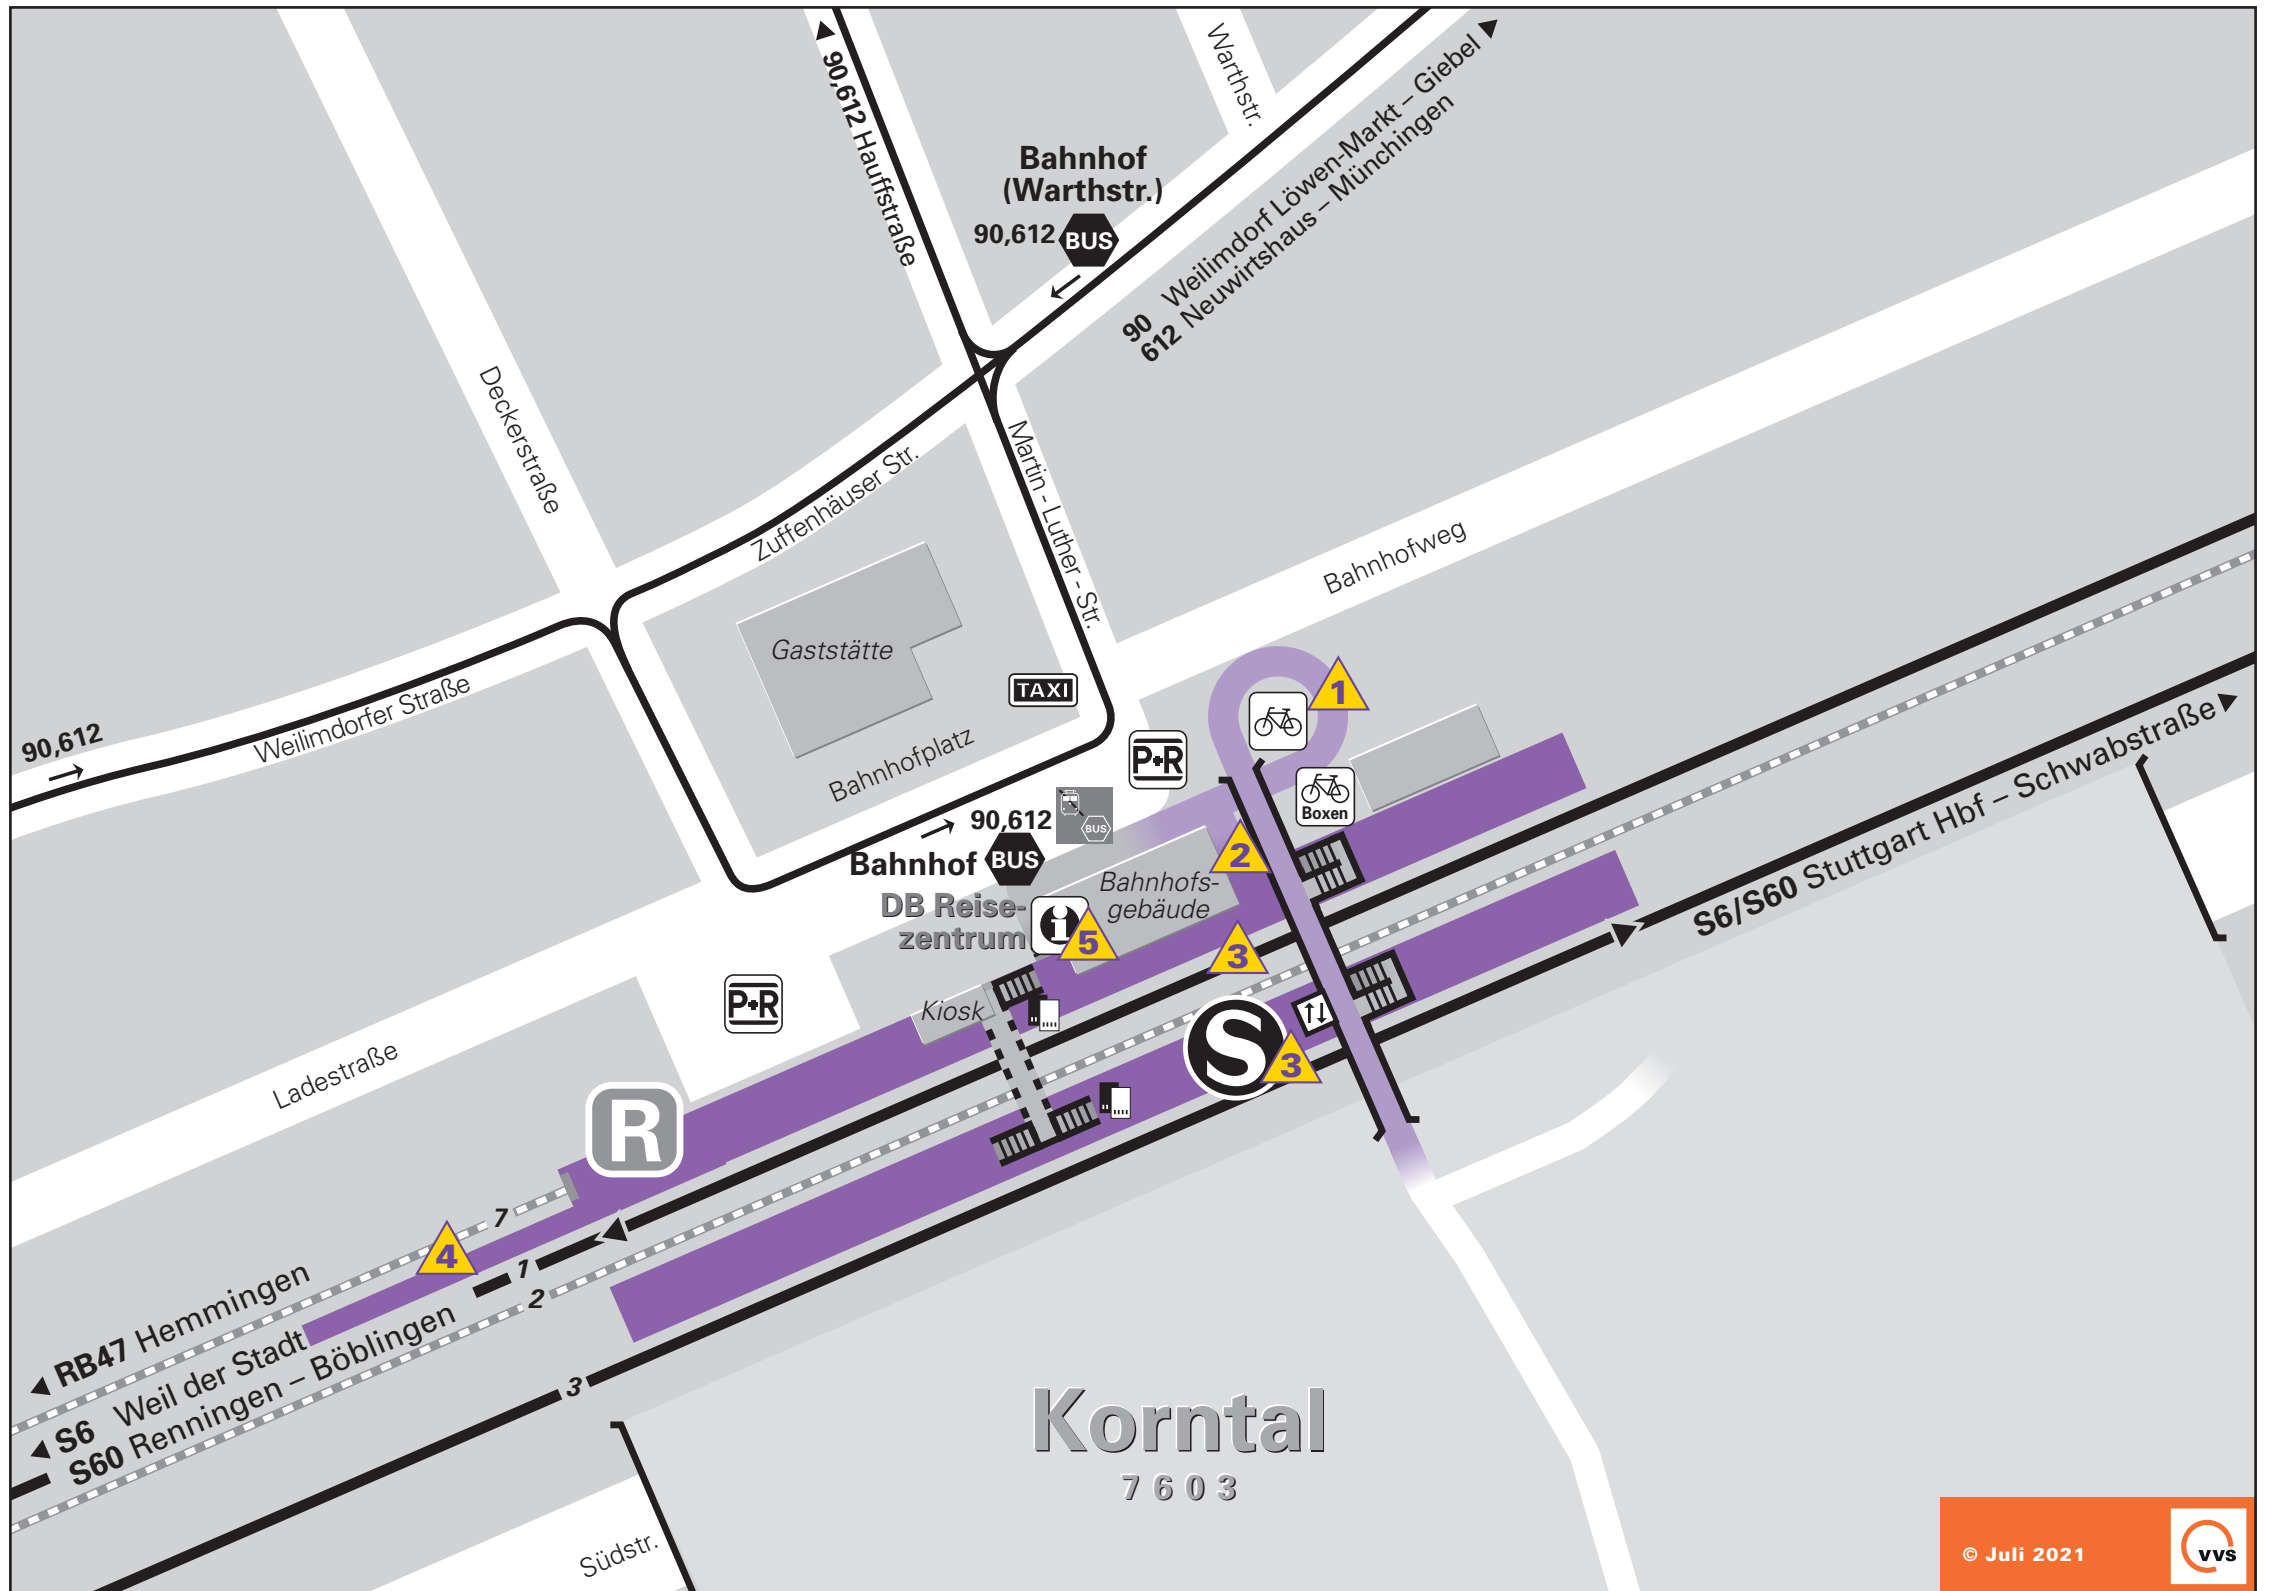 90,612 Hauffstraße
Warthstr.
Bahnhof
(Warthstr.)
90,612 BUS
90 Weilimdorf Löwen-Markt – Giebel
612 Neuwirtshaus – Münchingen
Deckerstraße
Zuffenhäuser Str.
Martin - Luther - Str.
Bahnhofweg
Gaststätte
TAXI
Bahnhofplatz
90,612
Weilimdorfer Straße
P+R
1
Boxen
90,612
BUS
Bahnhof BUS
2
DB Reise-
zentrum
i
5
Bahnhofs-
gebäude
3
Kiosk
P+R
S
3
S6/S60 Stuttgart Hbf – Schwabstraße
Ladestraße
R
7
4
1
2
3
RB47 Hemmingen
S6 Weil der Stadt
S60 Renningen – Böblingen
Korntal
7603
Südstr.
© Juli 2021
VVS